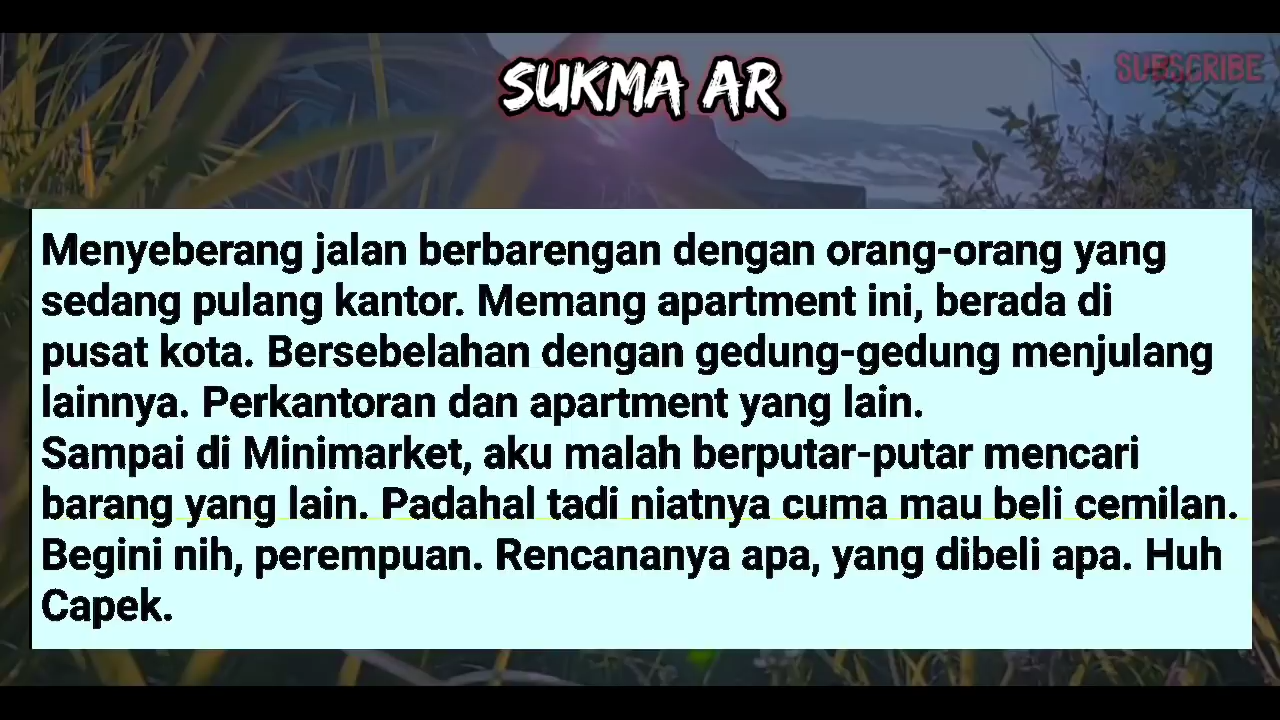 SUKMA AR
SUBSCRIBE
Menyeberang jalan berbarengan dengan orang-orang yang
sedang pulang kantor. Memang apartment ini, berada di
pusat kota. Bersebelahan dengan gedung-gedung menjulang
lainnya. Perkantoran dan apartment yang lain.
Sampai di Minimarket, aku malah berputar-putar mencari
barang yang lain. Padahal tadi niatnya cuma mau beli cemilan.
Begini nih, perempuan. Rencananya apa, yang dibeli apa. Huh
Capek.